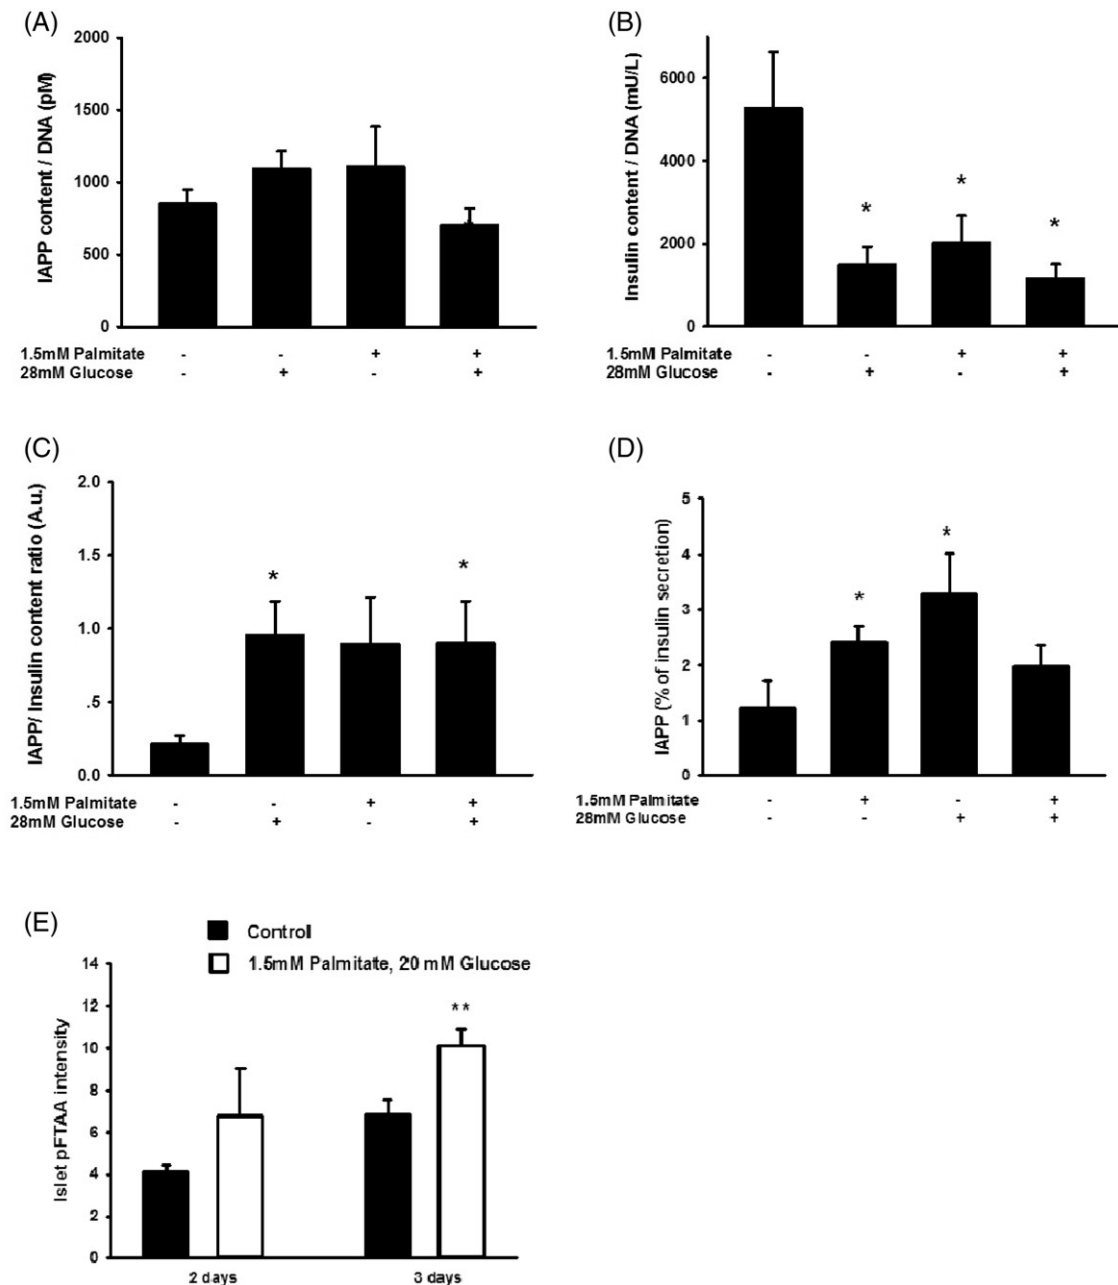 (A)
IAPP content / DNA (pM)
2000
1500
1000
500
0
1.5mM Palmitate - - + +
28mM Glucose - + - +
(B)
Insulin content / DNA (mU/L)
6000
4000
2000
0
* * *
1.5mM Palmitate - - + +
28mM Glucose - + - +
(C)
IAPP/ Insulin content ratio (A.u.)
2.0
1.5
1.0
.5
0.0
* *
1.5mM Palmitate - - + +
28mM Glucose - + - +
(D)
IAPP (% of insulin secretion)
5
4
3
2
1
0
* *
1.5mM Palmitate - + - +
28mM Glucose - - + +
(E)
Control
1.5mM Palmitate, 20 mM Glucose
Islet pFTAA intensity
14
12
10
8
6
4
2
0
**
2 days 3 days